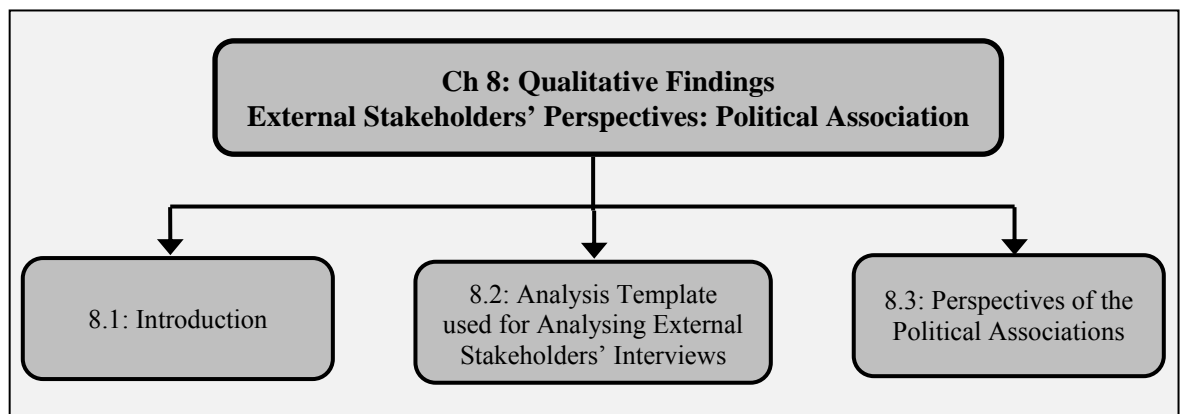 Ch 8: Qualitative Findings
External Stakeholders’ Perspectives: Political Association
8.1: Introduction
8.2: Analysis Template
used for Analysing External
Stakeholders’ Interviews
8.3: Perspectives of the
Political Associations